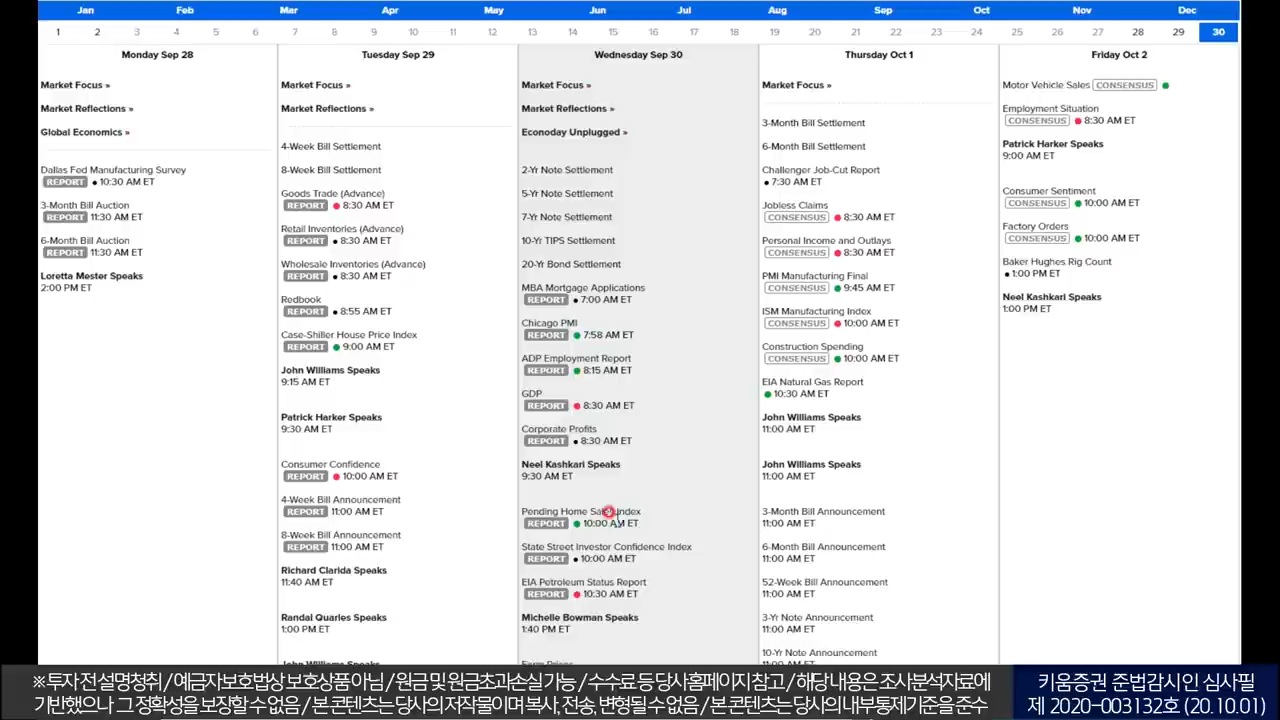 Jan Feb Mar Apr May Jun Jul Aug Sep Oct Nov Dec
1 2 3 4 5 6 7 8 9 10 11 12 13 14 15 16 17 18 19 20 21 22 23 24 25 26 27 28 29 30
Monday Sep 28
Market Focus »
Market Reflections »
Global Economics »
Dallas Fed Manufacturing Survey
REPORT • 10:30 AM ET
3-Month Bill Auction
REPORT 11:30 AM ET
6-Month Bill Auction
REPORT 11:30 AM ET
Loretta Mester Speaks
2:00 PM ET
Tuesday Sep 29
Market Focus »
Market Reflections »
4-Week Bill Settlement
8-Week Bill Settlement
Goods Trade (Advance)
REPORT • 8:30 AM ET
Retail Inventories (Advance)
REPORT • 8:30 AM ET
Wholesale Inventories (Advance)
REPORT • 8:30 AM ET
Redbook
REPORT • 8:55 AM ET
Case-Shiller House Price Index
REPORT • 9:00 AM ET
John Williams Speaks
9:15 AM ET
Patrick Harker Speaks
9:30 AM ET
Consumer Confidence
REPORT • 10:00 AM ET
4-Week Bill Announcement
REPORT 11:00 AM ET
8-Week Bill Announcement
REPORT 11:00 AM ET
Richard Clarida Speaks
11:40 AM ET
Randal Quarles Speaks
1:00 PM ET
John Williams Speaks
Wednesday Sep 30
Market Focus »
Market Reflections »
Econoday Unplugged »
2-Yr Note Settlement
5-Yr Note Settlement
7-Yr Note Settlement
10-Yr TIPS Settlement
20-Yr Bond Settlement
MBA Mortgage Applications
REPORT • 7:00 AM ET
Chicago PMI
REPORT • 7:58 AM ET
ADP Employment Report
REPORT • 8:15 AM ET
GDP
REPORT • 8:30 AM ET
Corporate Profits
REPORT • 8:30 AM ET
Neel Kashkari Speaks
9:30 AM ET
Pending Home Sales Index
REPORT • 10:00 AM ET
State Street Investor Confidence Index
REPORT • 10:00 AM ET
EIA Petroleum Status Report
REPORT • 10:30 AM ET
Michelle Bowman Speaks
1:40 PM ET
Farm Prices
Thursday Oct 1
Market Focus »
3-Month Bill Settlement
6-Month Bill Settlement
Challenger Job-Cut Report
• 7:30 AM ET
Jobless Claims
CONSENSUS • 8:30 AM ET
Personal Income and Outlays
CONSENSUS • 8:30 AM ET
PMI Manufacturing Final
CONSENSUS • 9:45 AM ET
ISM Manufacturing Index
CONSENSUS • 10:00 AM ET
Construction Spending
CONSENSUS • 10:00 AM ET
EIA Natural Gas Report
• 10:30 AM ET
John Williams Speaks
11:00 AM ET
John Williams Speaks
11:00 AM ET
3-Month Bill Announcement
11:00 AM ET
6-Month Bill Announcement
11:00 AM ET
52-Week Bill Announcement
11:00 AM ET
3-Yr Note Announcement
11:00 AM ET
10-Yr Note Announcement
11:00 AM ET
Friday Oct 2
Motor Vehicle Sales CONSENSUS •
Employment Situation
CONSENSUS • 8:30 AM ET
Patrick Harker Speaks
9:00 AM ET
Consumer Sentiment
CONSENSUS • 10:00 AM ET
Factory Orders
CONSENSUS • 10:00 AM ET
Baker Hughes Rig Count
• 1:00 PM ET
Neel Kashkari Speaks
1:00 PM ET
※ 투자 전 설명청취 / 예금자보호법상 보호상품 아님 / 원금 및 원금초과손실 가능 / 수수료 등 당사홈페이지 참고 / 해당 내용은 조사분석자료에
기반했으나 그 정확성을 보장할 수 없음 / 본 콘텐츠는 당사의 저작물이며 복사, 전송, 변형될 수 없음 / 본 콘텐츠는 당사의 내부통제기준을 준수
키움증권 준법감시인 심사필
제 2020-003132호 (20.10.01)